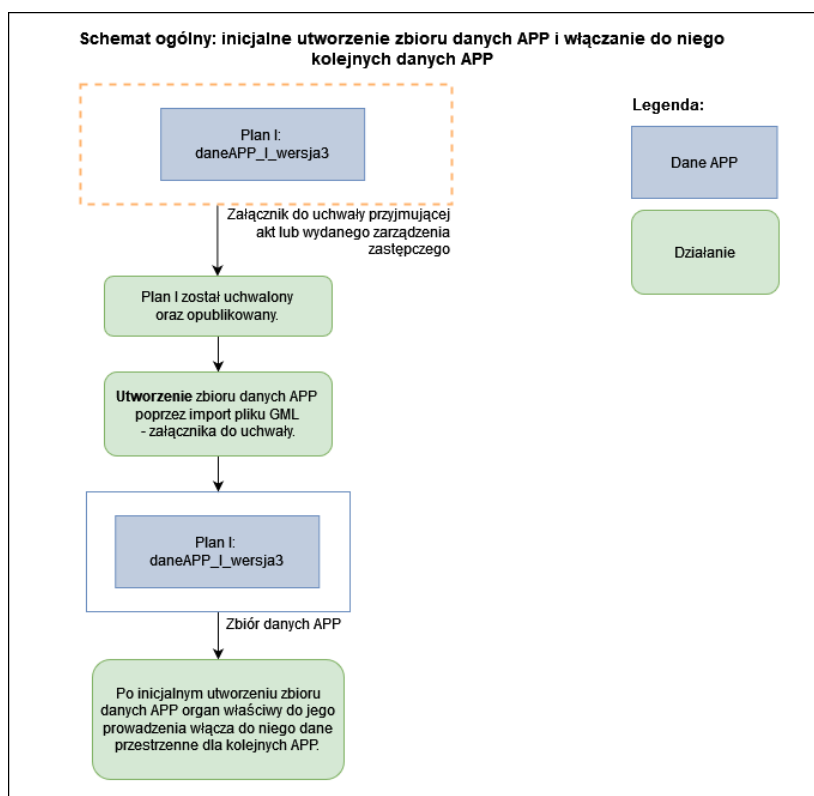 Schemat ogólny: inicjalne utworzenie zbioru danych APP i włączanie do niego
kolejnych danych APP
Plan I:
daneAPP_I_wersja3
Legenda:
Dane APP
Działanie
Załącznik do uchwały przyjmującej
akt lub wydanego zarządzenia
zastępczego
Plan I został uchwalony
oraz opublikowany.
Utworzenie zbioru danych APP
poprzez import pliku GML
- załącznika do uchwały.
Plan I:
daneAPP_I_wersja3
Zbiór danych APP
Po inicjalnym utworzeniu zbioru
danych APP organ właściwy do jego
prowadzenia włącza do niego dane
przestrzenne dla kolejnych APP.